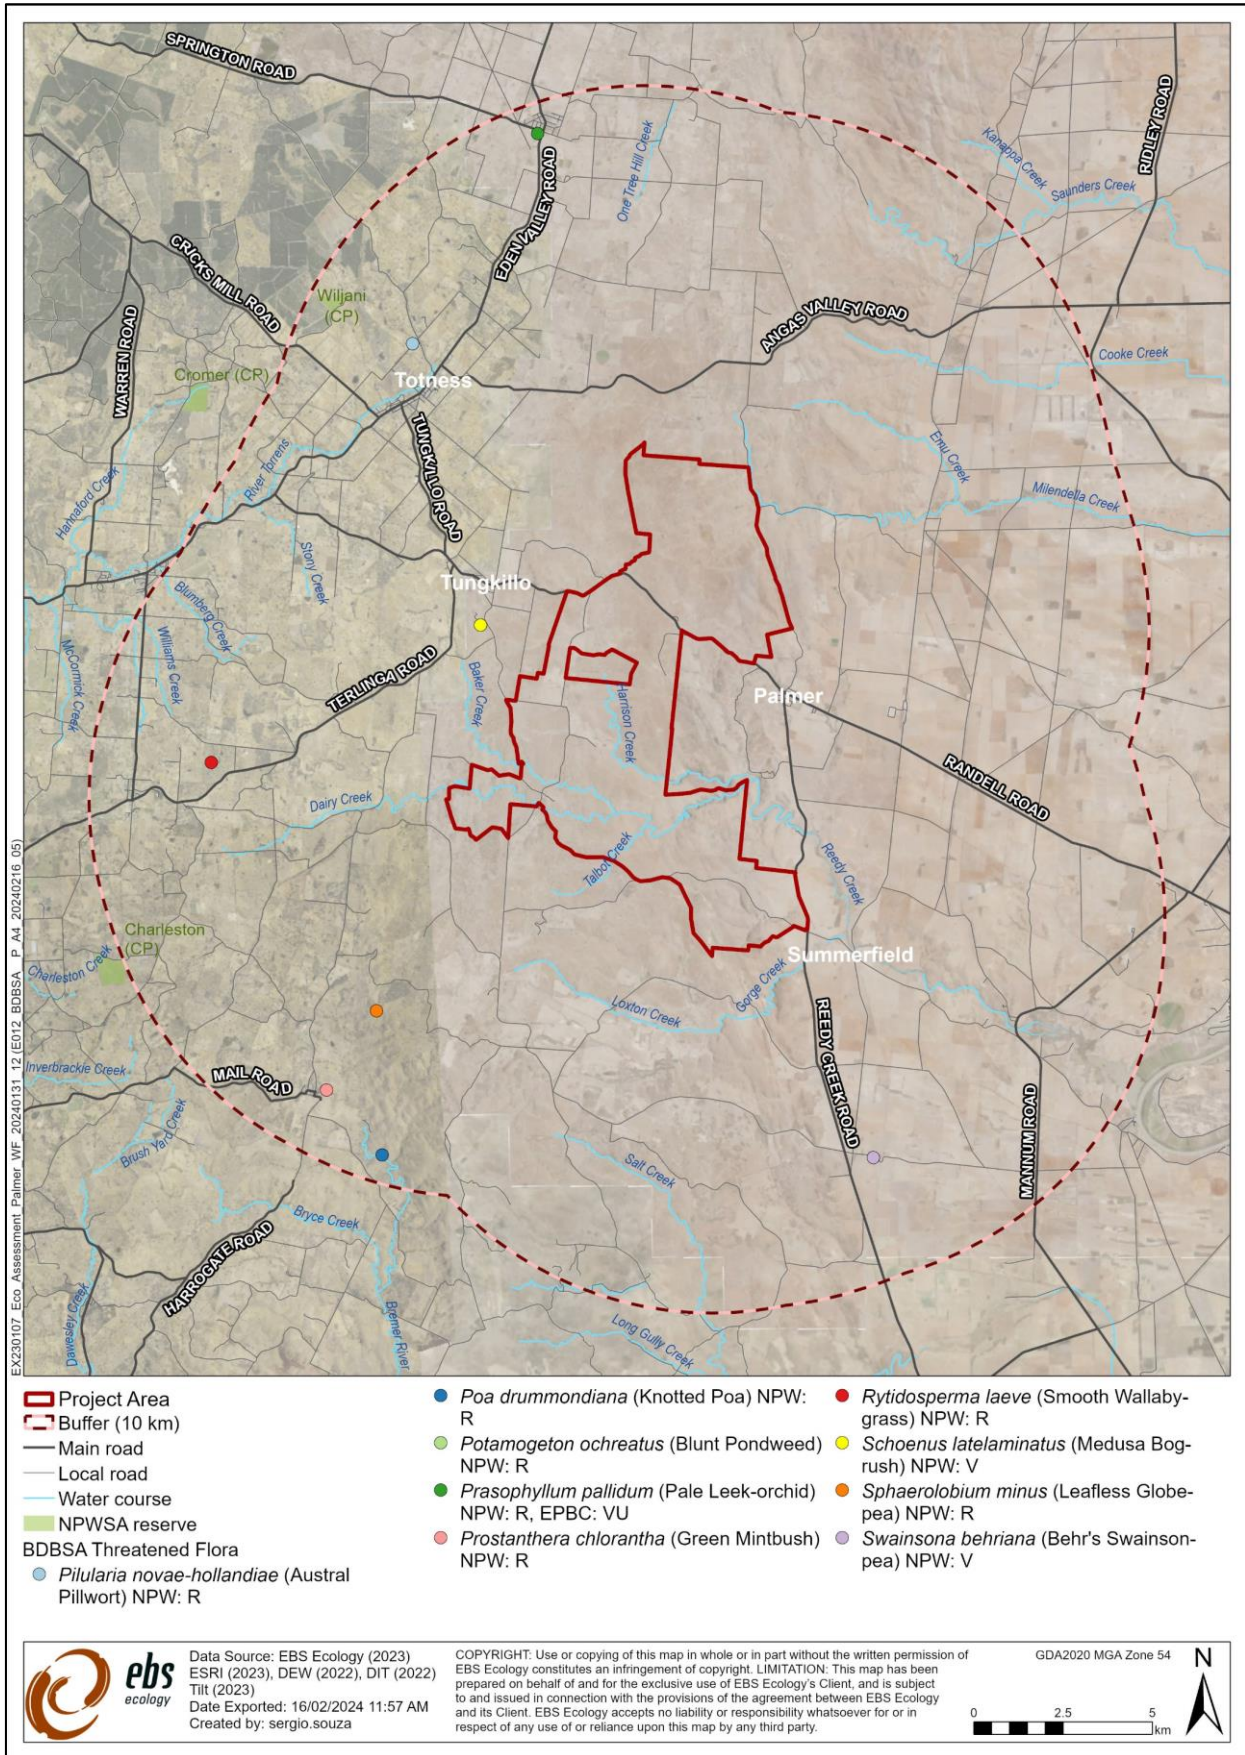 SPRINGTON ROAD
RIDLEY ROAD
Kanappa Creek
One Tree Hill Creek
Saunders Creek
EDEN VALLEY ROAD
CRICKS MILL ROAD
Wiljani
(CP)
WARREN ROAD
ANGAS VALLEY ROAD
Cooke Creek
Cromer (CP)
Totness
TUNGKILLO ROAD
River Torrens
Hannaford Creek
Emu Creek
Milendella Creek
Stony Creek
Tungkillo
Blumberg Creek
Williams Creek
McCormick Creek
TERLINGA ROAD
Baker Creek
Harrison Creek
Palmer
RANDELL ROAD
Dairy Creek
Talbot Creek
Reedy Creek
Charleston
(CP)
Charleston Creek
Summerfield
Gorge Creek
Loxton Creek
Inverbrackie Creek
MAIL ROAD
REEDY CREEK ROAD
MANNUM ROAD
Brush Yard Creek
Salt Creek
Bryce Creek
HARROGATE ROAD
Dawesley Creek
Bremer River
Long Gully Creek
EX230107_Eco_Assessment_Palmer_WF_20240131_12 (E012_BDBSA__P_A4_20240216_05)
Project Area
Buffer (10 km)
Main road
Local road
Water course
NPWSA reserve
BDBSA Threatened Flora
Pilularia novae-hollandiae (Austral
Pillwort) NPW: R
Poa drummondiana (Knotted Poa) NPW:
R
Potamogeton ochreatus (Blunt Pondweed)
NPW: R
Prasophyllum pallidum (Pale Leek-orchid)
NPW: R, EPBC: VU
Prostanthera chlorantha (Green Mintbush)
NPW: R
Rytidosperma laeve (Smooth Wallaby-
grass) NPW: R
Schoenus latelaminatus (Medusa Bog-
rush) NPW: V
Sphaerolobium minus (Leafless Globe-
pea) NPW: R
Swainsona behriana (Behr's Swainson-
pea) NPW: V
ebs
ecology
Data Source: EBS Ecology (2023)
ESRI (2023), DEW (2022), DIT (2022)
Tilt (2023)
Date Exported: 16/02/2024 11:57 AM
Created by: sergio.souza
COPYRIGHT: Use or copying of this map in whole or in part without the written permission of
EBS Ecology constitutes an infringement of copyright. LIMITATION: This map has been
prepared on behalf of and for the exclusive use of EBS Ecology's Client, and is subject
to and issued in connection with the provisions of the agreement between EBS Ecology
and its Client. EBS Ecology accepts no liability or responsibility whatsoever for or in
respect of any use of or reliance upon this map by any third party.
GDA2020 MGA Zone 54
N
0 2.5 5
km